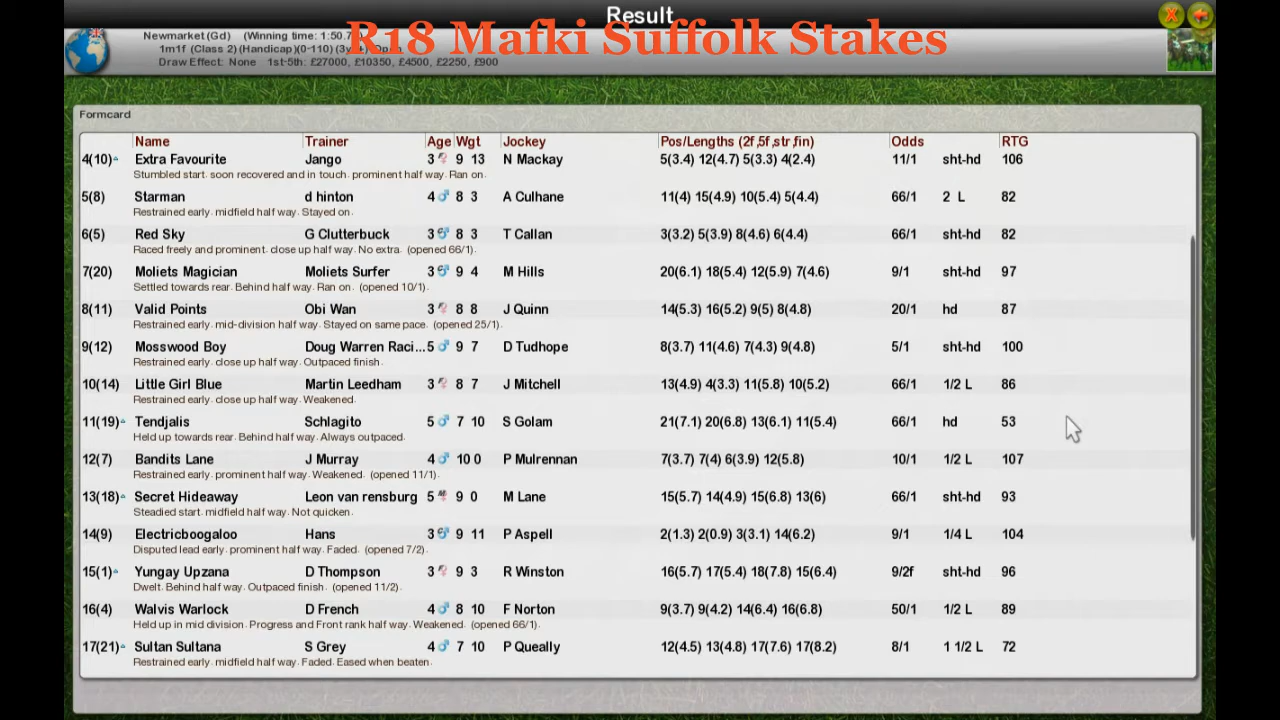 Result
R18 Mafki Suffolk Stakes
Newmarket (Gd) (Winning time: 1:50.7
1m1f (Class 2) (Handicap)(0-110) (3y
Draw Effect: None 1st-5th: £27000, £10350, £4500, £2250, £900
Formcard
Name Trainer Age Wgt Jockey Pos/Lengths (2f,5f,str,fin) Odds RTG
4(10) Extra Favourite Jango 3 9 13 N Mackay 5(3.4) 12(4.7) 5(3.3) 4(2.4) 11/1 sht-hd 106
Stumbled start. soon recovered and in touch. prominent half way. Ran on.
5(8) Starman d hinton 4 8 3 A Culhane 11(4) 15(4.9) 10(5.4) 5(4.4) 66/1 2 L 82
Restrained early. midfield half way. Stayed on.
6(5) Red Sky G Clutterbuck 3 8 3 T Callan 3(3.2) 5(3.9) 8(4.6) 6(4.4) 66/1 sht-hd 82
Raced freely and prominent. close up half way. No extra. (opened 66/1).
7(20) Moliets Magician Moliets Surfer 3 9 4 M Hills 20(6.1) 18(5.4) 12(5.9) 7(4.6) 9/1 sht-hd 97
Settled towards rear. Behind half way. Ran on. (opened 10/1).
8(11) Valid Points Obi Wan 3 8 8 J Quinn 14(5.3) 16(5.2) 9(5) 8(4.8) 20/1 hd 87
Restrained early. mid-division half way. Stayed on same pace. (opened 25/1).
9(12) Mosswood Boy Doug Warren Raci... 5 9 7 D Tudhope 8(3.7) 11(4.6) 7(4.3) 9(4.8) 5/1 sht-hd 100
Restrained early. close up half way. Outpaced finish.
10(14) Little Girl Blue Martin Leedham 3 8 7 J Mitchell 13(4.9) 4(3.3) 11(5.8) 10(5.2) 66/1 1/2 L 86
Restrained early. close up half way. Weakened.
11(19) Tendjalis Schlagito 5 7 10 S Golam 21(7.1) 20(6.8) 13(6.1) 11(5.4) 66/1 hd 53
Held up towards rear. Behind half way. Always outpaced.
12(7) Bandits Lane J Murray 4 10 0 P Mulrennan 7(3.7) 7(4) 6(3.9) 12(5.8) 10/1 1/2 L 107
Restrained early. prominent half way. Weakened. (opened 11/1).
13(18) Secret Hideaway Leon van rensburg 5 9 0 M Lane 15(5.7) 14(4.9) 15(6.8) 13(6) 66/1 sht-hd 93
Steadied start. midfield half way. Not quicken.
14(9) Electricboogaloo Hans 3 9 11 P Aspell 2(1.3) 2(0.9) 3(3.1) 14(6.2) 9/1 1/4 L 104
Disputed lead early. prominent half way. Faded. (opened 7/2).
15(1) Yungay Upzana D Thompson 3 9 3 R Winston 16(5.7) 17(5.4) 18(7.8) 15(6.4) 9/2f sht-hd 96
Dwelt. Behind half way. Outpaced finish. (opened 11/2).
16(4) Walvis Warlock D French 4 8 10 F Norton 9(3.7) 9(4.2) 14(6.4) 16(6.8) 50/1 1/2 L 89
Held up in mid division. Progress and Front rank half way. Weakened. (opened 66/1).
17(21) Sultan Sultana S Grey 4 7 10 P Queally 12(4.5) 13(4.8) 17(7.6) 17(8.2) 8/1 1 1/2 L 72
Restrained early. midfield half way. Faded. Eased when beaten.